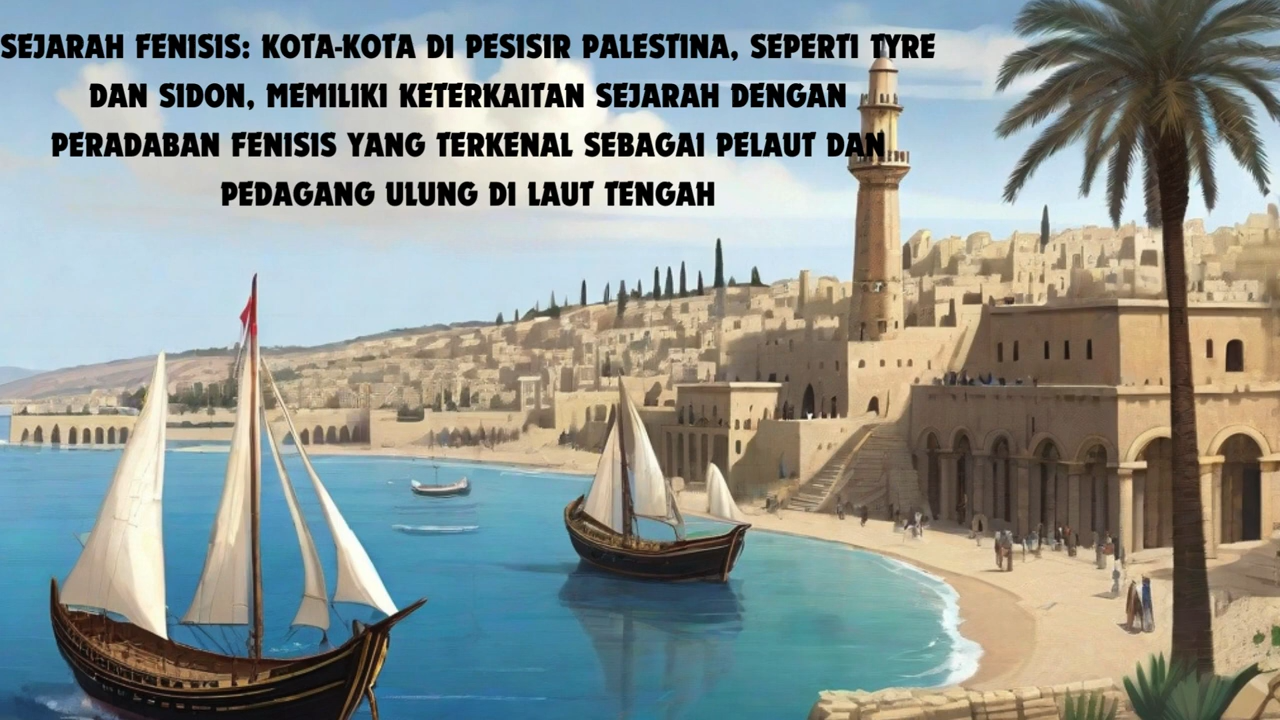 SEJARAH FENISIS: KOTA-KOTA DI PESISIR PALESTINA, SEPERTI TYRE
DAN SIDON, MEMILIKI KETERKAITAN SEJARAH DENGAN
PERADABAN FENISIS YANG TERKENAL SEBAGAI PELAUT DAN
PEDAGANG ULUNG DI LAUT TENGAH